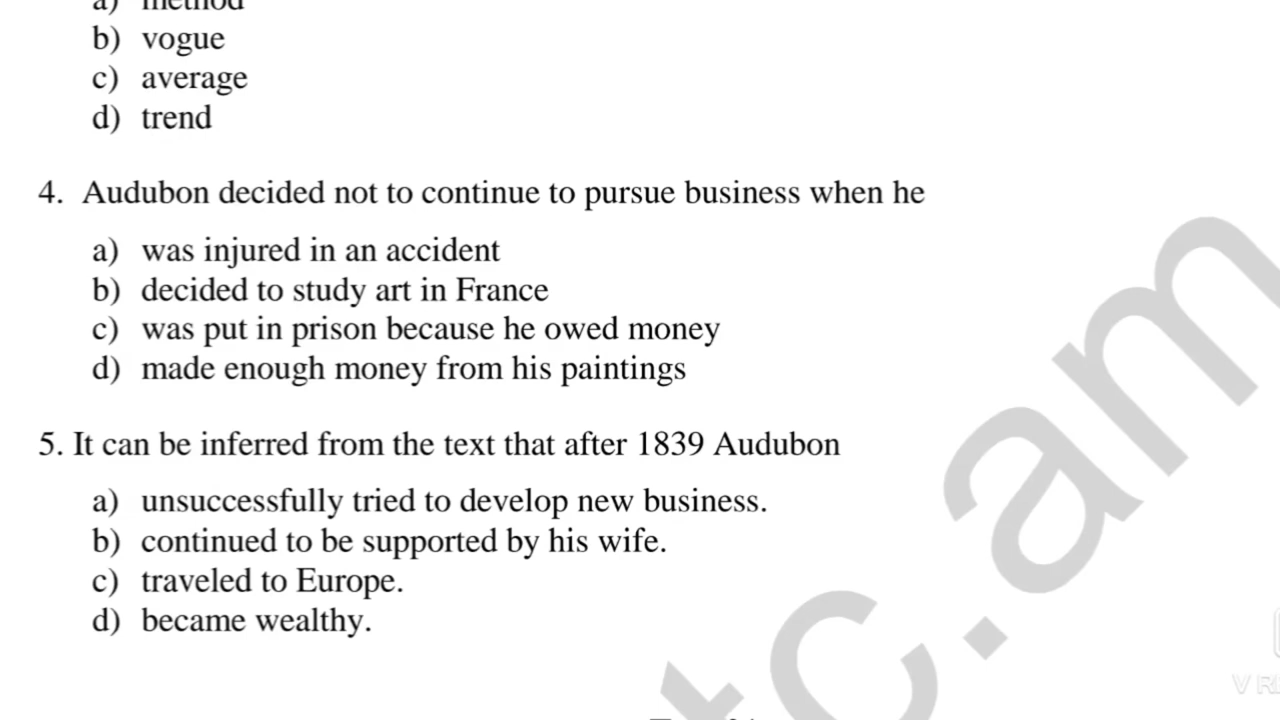 a) method
b) vogue
c) average
d) trend
4. Audubon decided not to continue to pursue business when he
a) was injured in an accident
b) decided to study art in France
c) was put in prison because he owed money
d) made enough money from his paintings
5. It can be inferred from the text that after 1839 Audubon
a) unsuccessfully tried to develop new business.
b) continued to be supported by his wife.
c) traveled to Europe.
d) became wealthy.
tc.am